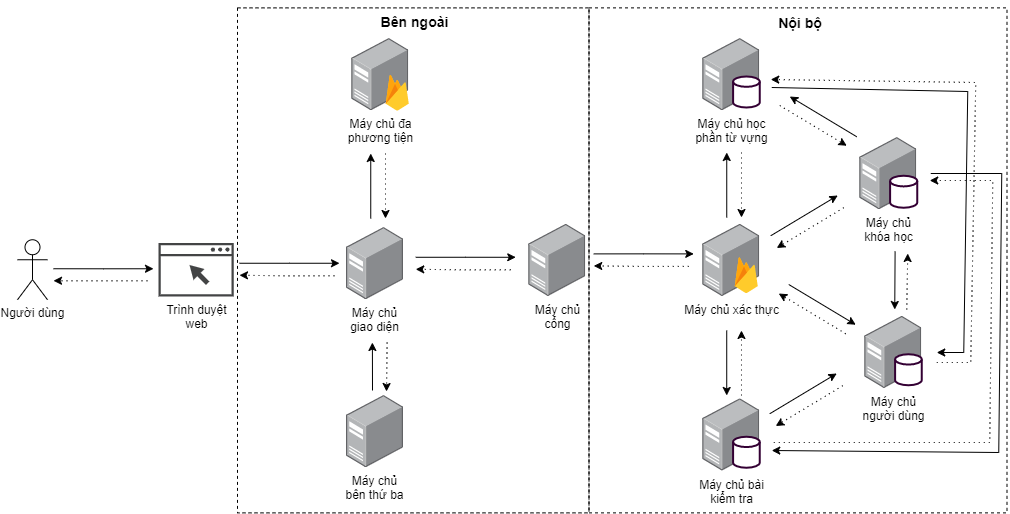 Bên ngoài
Nội bộ
Máy chủ đa
phương tiện
Máy chủ học
phần từ vựng
Máy chủ
khóa học
Người dùng
Trình duyệt
web
Máy chủ
giao diện
Máy chủ
cổng
Máy chủ xác thực
Máy chủ
người dùng
Máy chủ
bên thứ ba
Máy chủ bài
kiểm tra